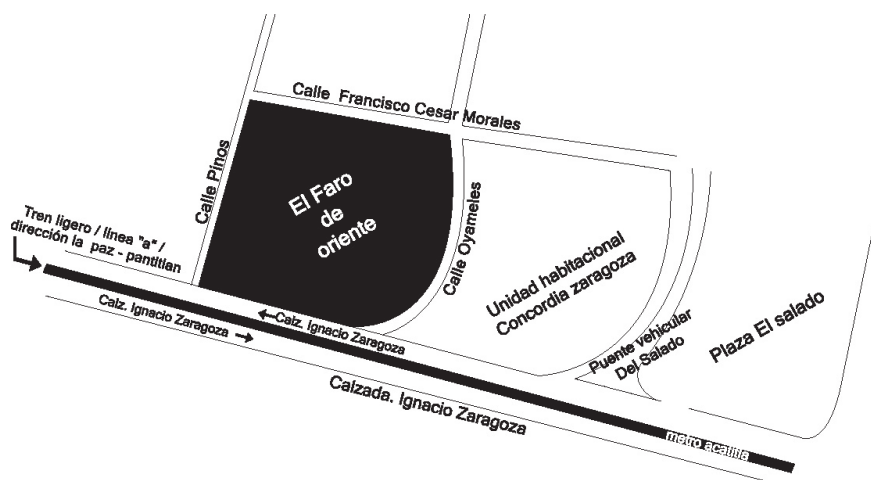 Calle Francisco Cesar Morales
Calle Pinos
El Faro
de
oriente
Calle Oyameles
Tren ligero / linea "a" /
dirección la paz - pantitlan
Unidad habitacional
Concordia zaragoza
Plaza El salado
Puente vehicular
Del Salado
Calz. Ignacio Zaragoza
Calz. Ignacio Zaragoza
Calzada. Ignacio Zaragoza
metro acatitla